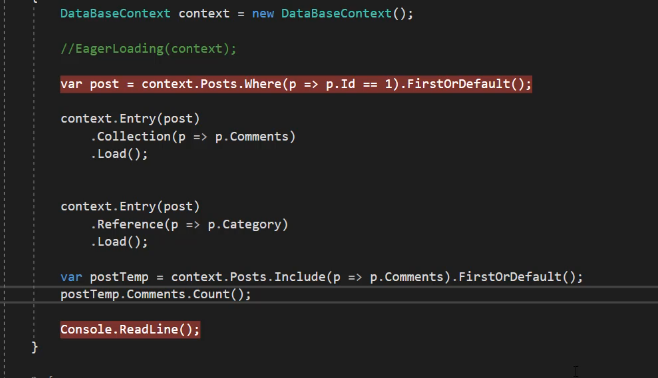 DataBaseContext context = new DataBaseContext();
//EagerLoading(context);
var post = context.Posts.Where(p => p.Id == 1).FirstOrDefault();
context.Entry(post)
.Collection(p => p.Comments)
.Load();
context.Entry(post)
.Reference(p => p.Category)
.Load();
var postTemp = context.Posts.Include(p => p.Comments).FirstOrDefault();
postTemp.Comments.Count();
Console.ReadLine();
}